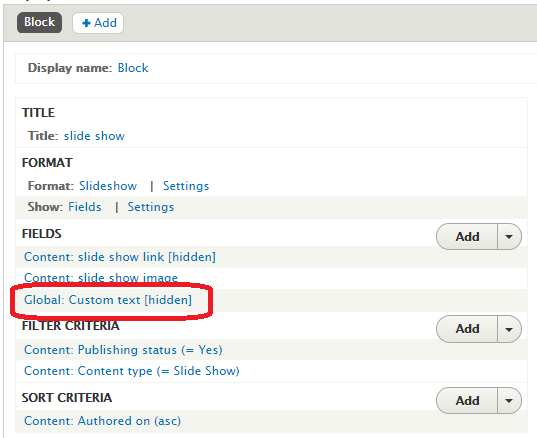 Block + Add
Display name: Block
TITLE
Title: slide show
FORMAT
Format: Slideshow | Settings
Show: Fields | Settings
FIELDS Add
Content: slide show link [hidden]
Content: slide show image
Global: Custom text [hidden]
FILTER CRITERIA Add
Content: Publishing status (= Yes)
Content: Content type (= Slide Show)
SORT CRITERIA Add
Content: Authored on (asc)